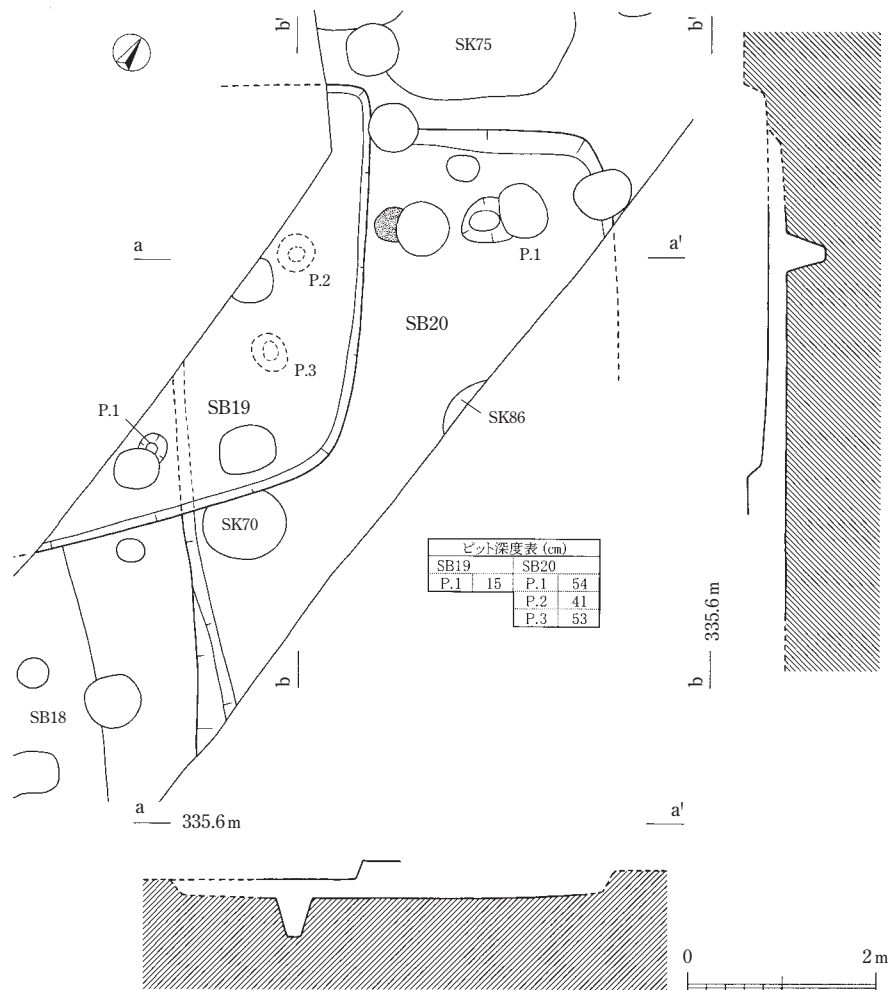 b'
b'
SK75
a
a'
P.1
P.2
SB20
P.3
P.1
SB19
SK86
SK70
ピット深度表 (cm)
SB19 SB20
P.1 15 P.1 54
P.2 41
P.3 53
b
b 335.6 m
SB18
a 335.6 m
a'
0 2 m